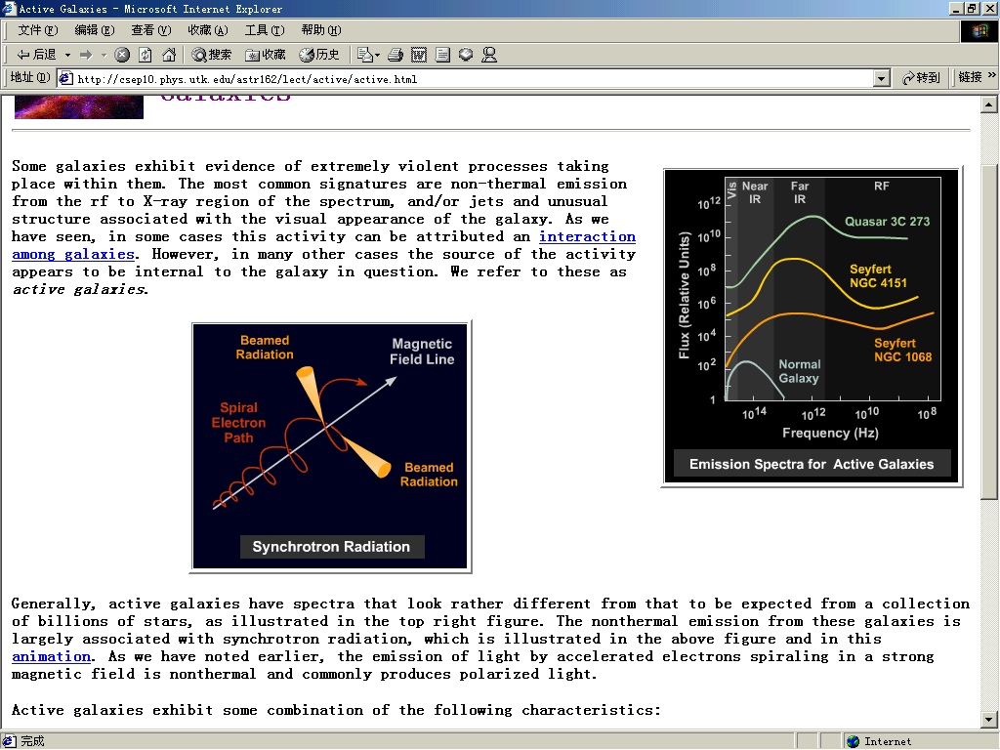 Active Galaxies - Microsoft Internet Explorer
文件(F) 编辑(E) 查看(V) 收藏(A) 工具(T) 帮助(H)
后退 搜索 收藏 历史
地址(D) http://csep10.phys.utk.edu/astr162/lect/active/active.html 转到 链接 »
Galaxies
Some galaxies exhibit evidence of extremely violent processes taking
place within them. The most common signatures are non-thermal emission
from the rf to X-ray region of the spectrum, and/or jets and unusual
structure associated with the visual appearance of the galaxy. As we
have seen, in some cases this activity can be attributed an interaction
among galaxies. However, in many other cases the source of the activity
appears to be internal to the galaxy in question. We refer to these as
active galaxies.
Vis
Near
IR
Far
IR
RF
10^12
10^10
10^8
10^6
10^4
10^2
1
Flux (Relative Units)
Quasar 3C 273
Seyfert
NGC 4151
Seyfert
NGC 1068
Normal
Galaxy
10^14 10^12 10^10 10^8
Frequency (Hz)
Emission Spectra for Active Galaxies
Beamed
Radiation
Magnetic
Field Line
Spiral
Electron
Path
Beamed
Radiation
Synchrotron Radiation
Generally, active galaxies have spectra that look rather different from that to be expected from a collection
of billions of stars, as illustrated in the top right figure. The nonthermal emission from these galaxies is
largely associated with synchrotron radiation, which is illustrated in the above figure and in this
animation. As we have noted earlier, the emission of light by accelerated electrons spiraling in a strong
magnetic field is nonthermal and commonly produces polarized light.
Active galaxies exhibit some combination of the following characteristics:
完成 Internet